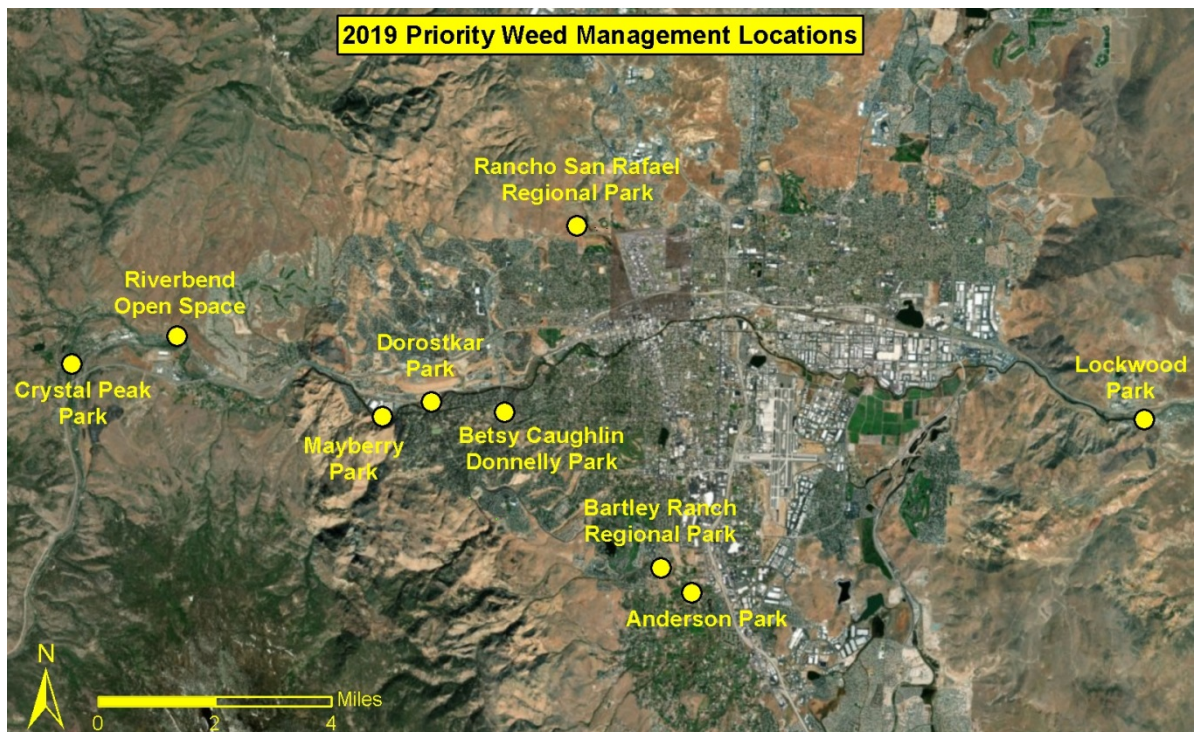 2019 Priority Weed Management Locations
Rancho San Rafael
Regional Park
Riverbend
Open Space
Dorostkar
Park
Lockwood
Park
Crystal Peak
Park
Mayberry
Park
Betsy Caughlin
Donnelly Park
Bartley Ranch
Regional Park
Anderson Park
N
Miles
0 2 4